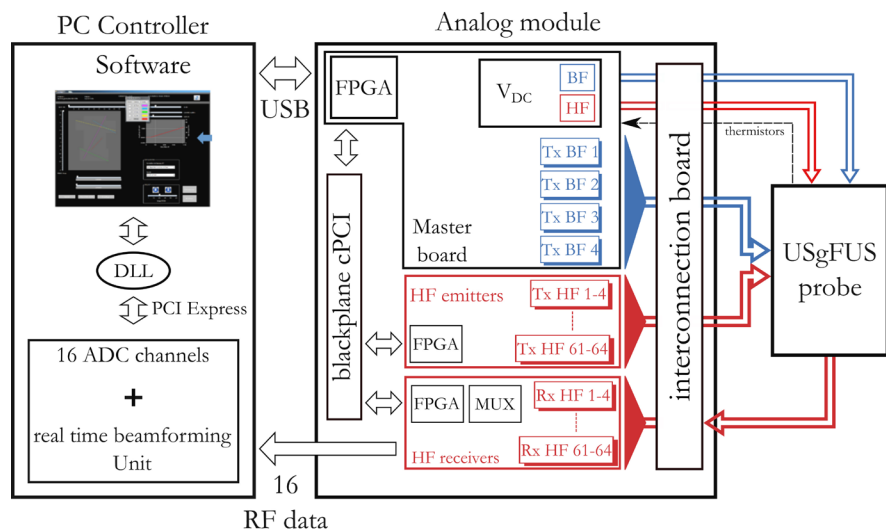 PC Controller
Analog module
Software
USB
FPGA
V_DC
BF
HF
thermistors
Tx BF 1
Tx BF 2
Tx BF 3
Tx BF 4
Master
board
blackplane cPCI
interconnection board
USgFUS
probe
DLL
PCI Express
HF emitters
Tx HF 1-4
FPGA
Tx HF 61-64
16 ADC channels
+
real time beamforming
Unit
FPGA
MUX
Rx HF 1-4
HF receivers
Rx HF 61-64
16
RF data